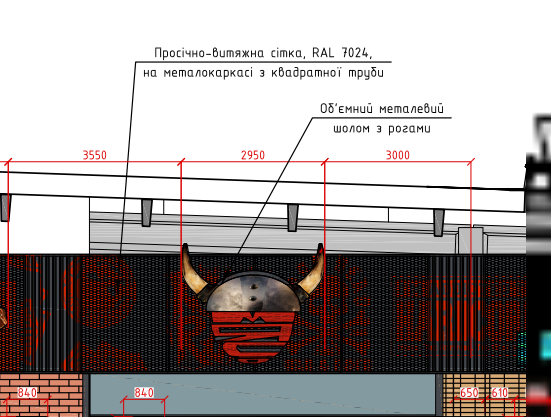 Просічно-витяжна сітка, RAL 7024,
на металокаркасі з квадратної труби
Об'ємний металевий
шолом з рогами
3550 2950 3000
840 840 650 610